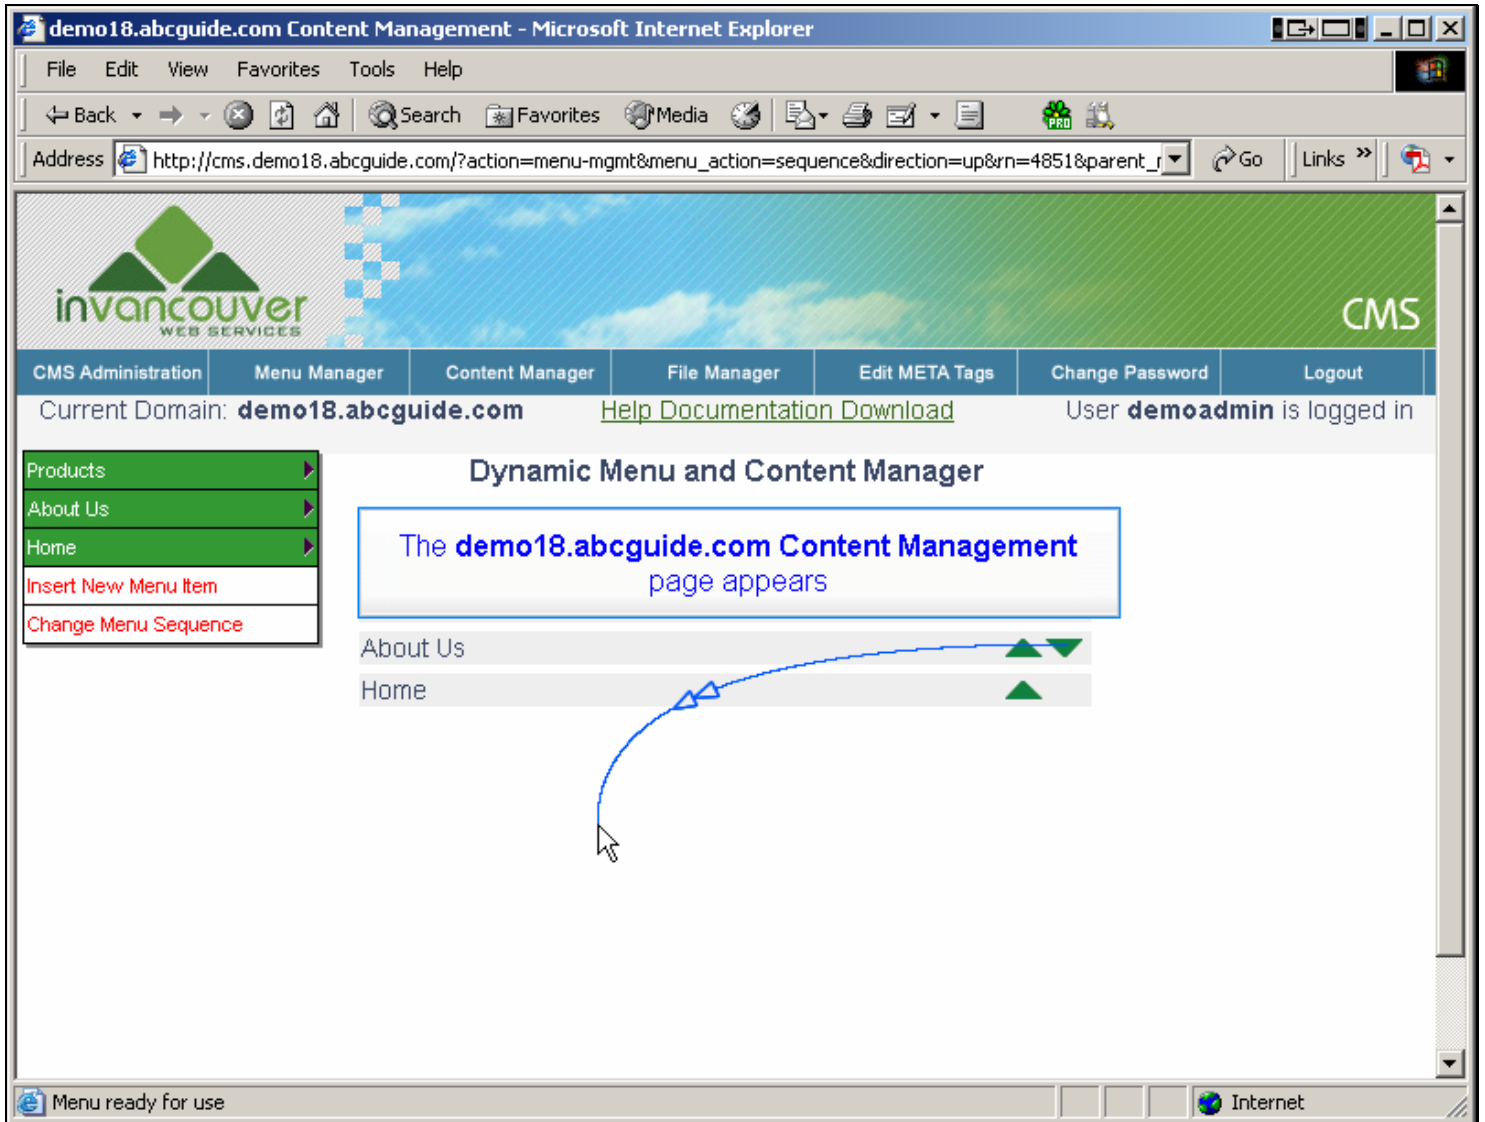 demo18.abcguide.com Content Management - Microsoft Internet Explorer
File Edit View Favorites Tools Help
Back Search Favorites Media
Address http://cms.demo18.abcguide.com/?action=menu-mgmt&menu_action=sequence&direction=up&rn=4851&parent_r Go Links »
invancouver
WEB SERVICES
CMS
CMS Administration Menu Manager Content Manager File Manager Edit META Tags Change Password Logout
Current Domain: demo18.abcguide.com Help Documentation Download User demoadmin is logged in
Products
About Us
Home
Insert New Menu Item
Change Menu Sequence
Dynamic Menu and Content Manager
The demo18.abcguide.com Content Management
page appears
About Us
Home
Menu ready for use Internet